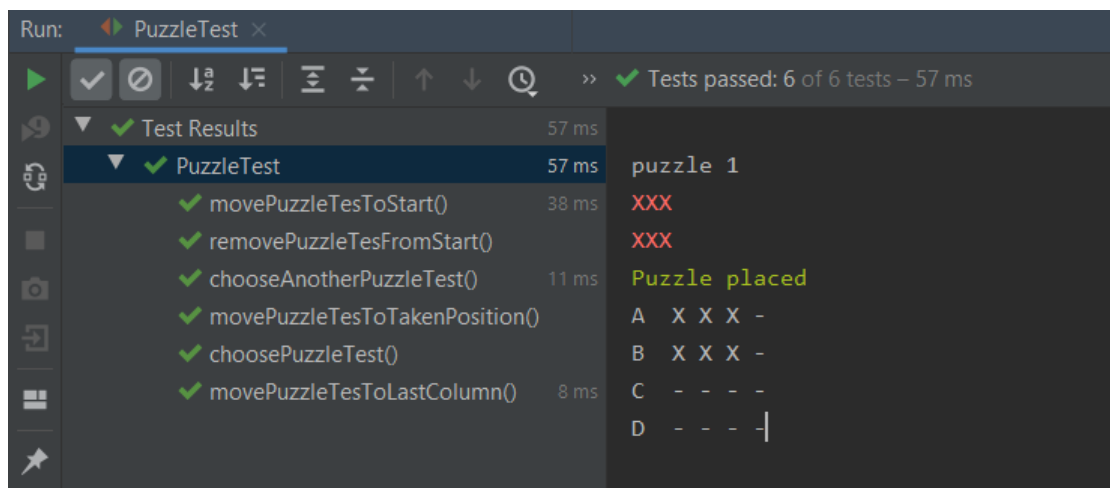 Run: PuzzleTest ×
Tests passed: 6 of 6 tests – 57 ms
Test Results 57 ms
PuzzleTest 57 ms
movePuzzleTesToStart() 38 ms
removePuzzleTesFromStart()
chooseAnotherPuzzleTest() 11 ms
movePuzzleTesToTakenPosition()
choosePuzzleTest()
movePuzzleTesToLastColumn() 8 ms
puzzle 1
XXX
XXX
Puzzle placed
A X X X -
B X X X -
C - - - -
D - - - -